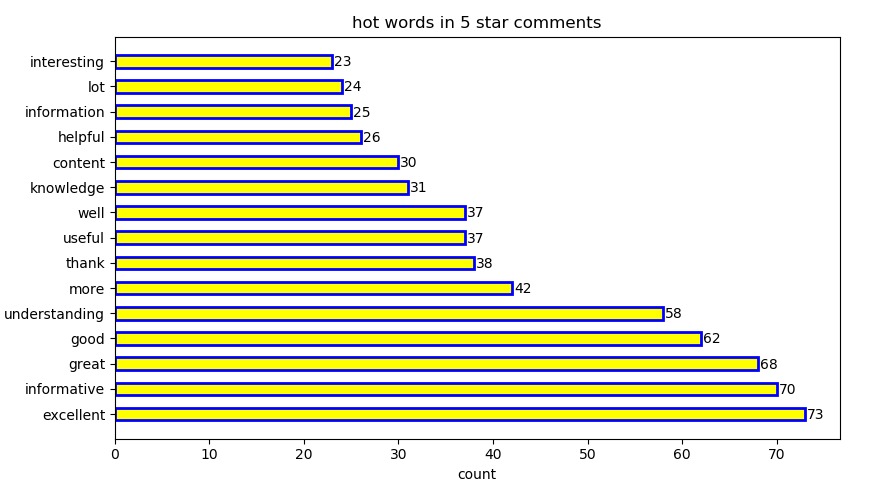 hot words in 5 star comments
interesting 23
lot 24
information 25
helpful 26
content 30
knowledge 31
well 37
useful 37
thank 38
more 42
understanding 58
good 62
great 68
informative 70
excellent 73
0 10 20 30 40 50 60 70
count